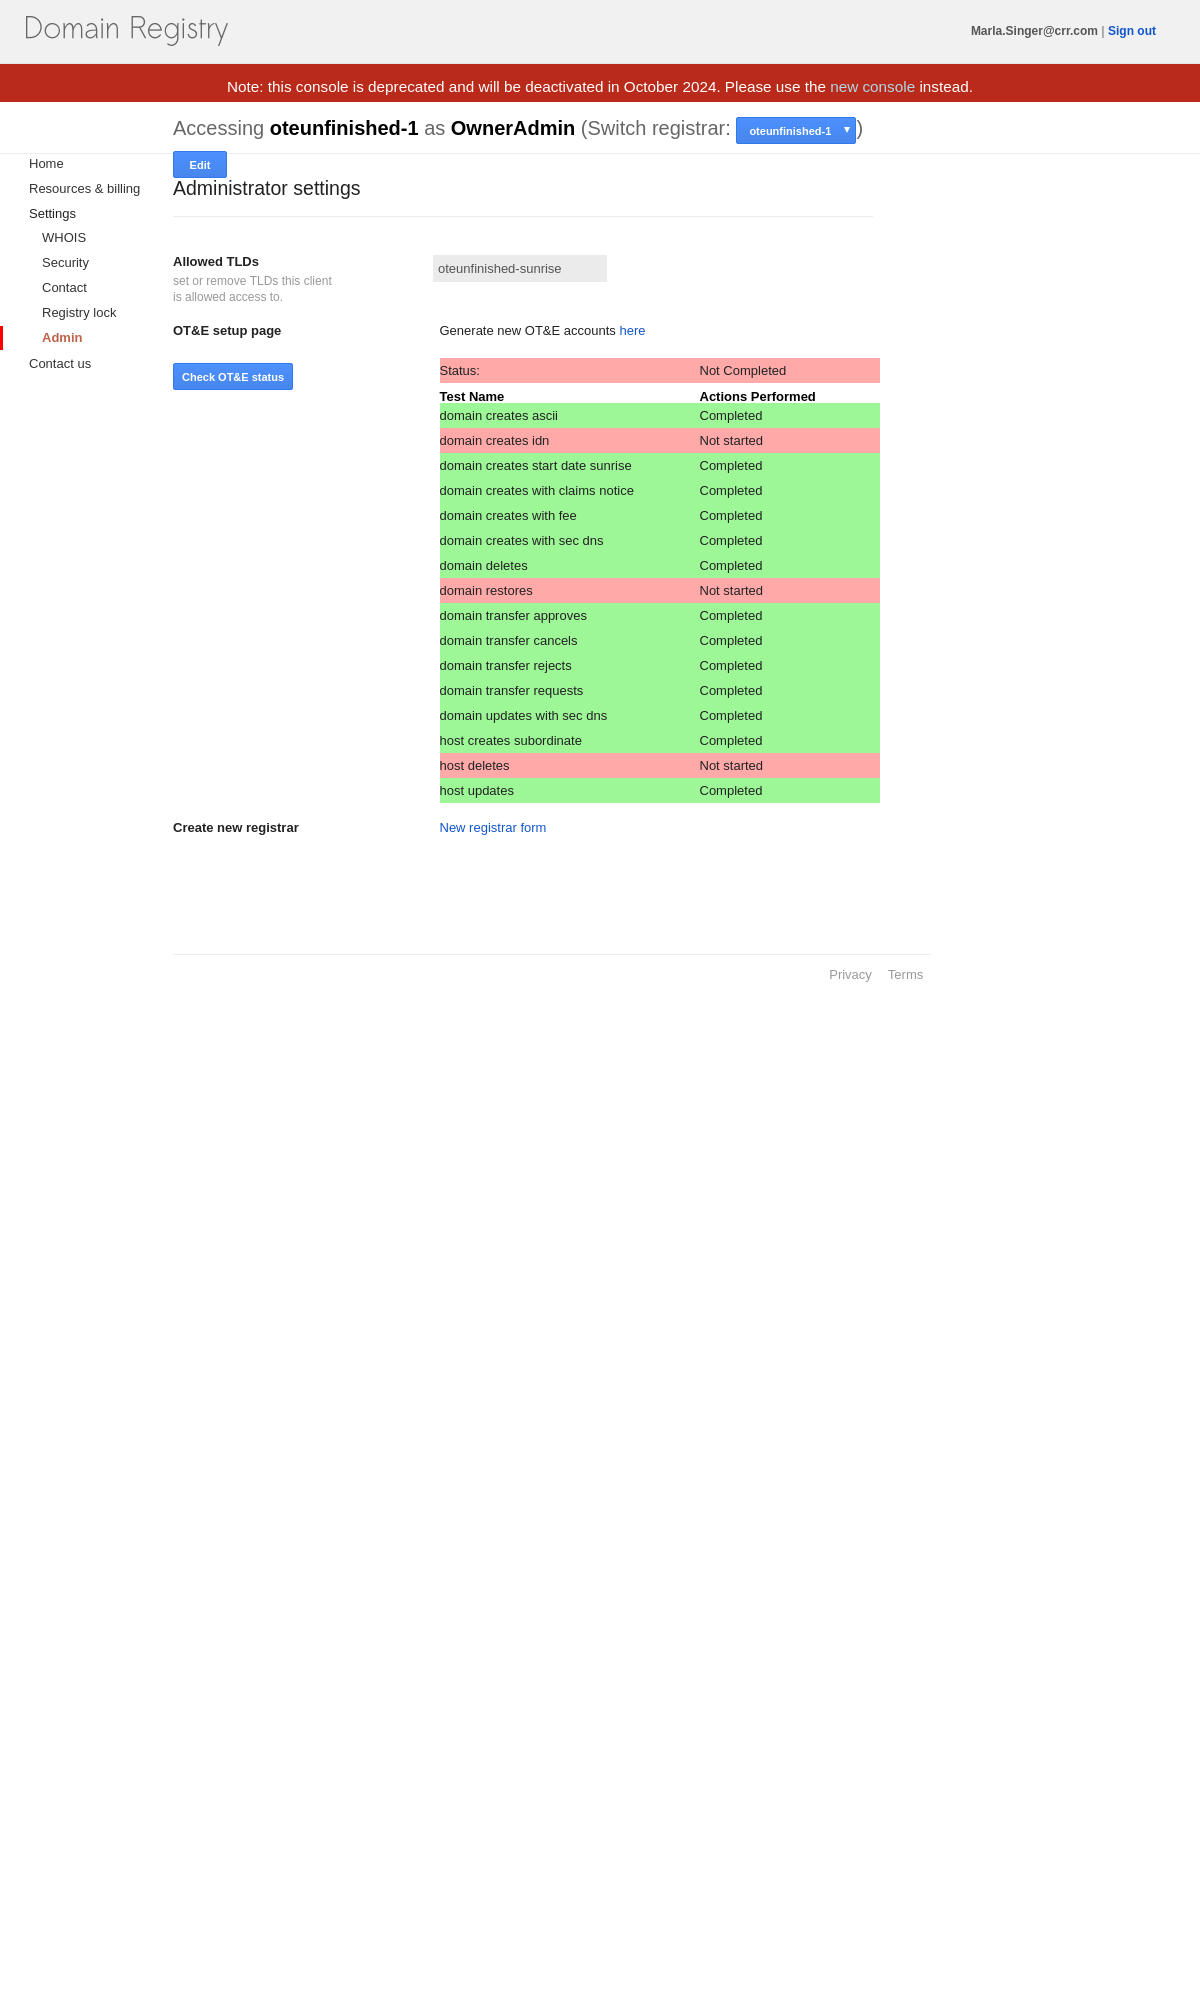 Domain Registry
Marla.Singer@crr.com | Sign out
Note: this console is deprecated and will be deactivated in October 2024. Please use the new console instead.
Accessing oteunfinished-1 as OwnerAdmin (Switch registrar: oteunfinished-1 ▼)
Home
Edit
Resources & billing
Administrator settings
Settings
WHOIS
Security
Contact
Registry lock
Admin
Contact us
Allowed TLDs
set or remove TLDs this client
is allowed access to.
oteunfinished-sunrise
OT&E setup page
Generate new OT&E accounts here
Check OT&E status
Status: Not Completed
Test Name Actions Performed
domain creates ascii Completed
domain creates idn Not started
domain creates start date sunrise Completed
domain creates with claims notice Completed
domain creates with fee Completed
domain creates with sec dns Completed
domain deletes Completed
domain restores Not started
domain transfer approves Completed
domain transfer cancels Completed
domain transfer rejects Completed
domain transfer requests Completed
domain updates with sec dns Completed
host creates subordinate Completed
host deletes Not started
host updates Completed
Create new registrar
New registrar form
Privacy Terms